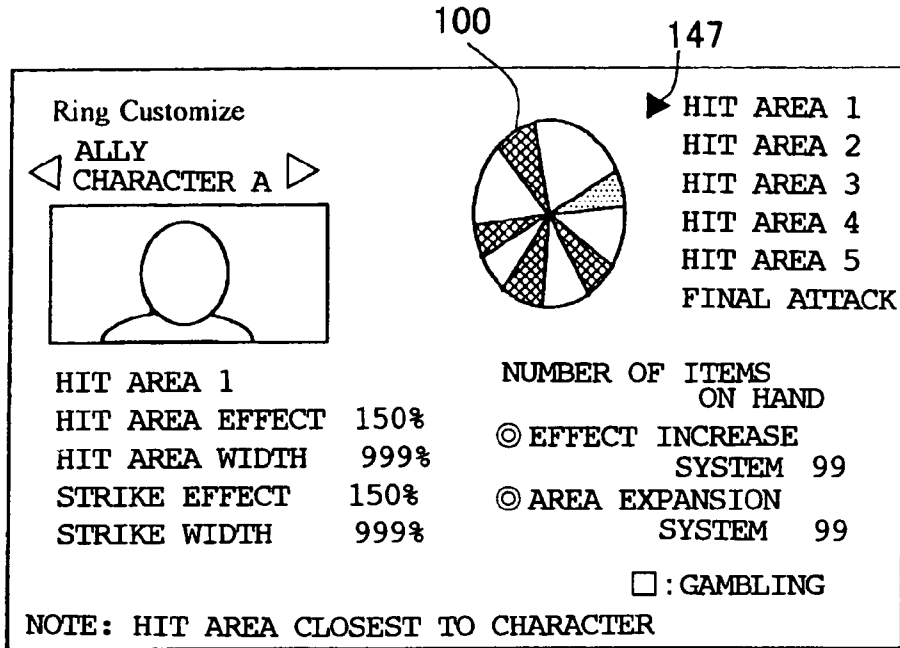 100
147
Ring Customize
ALLY
CHARACTER A
HIT AREA 1
HIT AREA 2
HIT AREA 3
HIT AREA 4
HIT AREA 5
FINAL ATTACK
HIT AREA 1
HIT AREA EFFECT 150%
HIT AREA WIDTH 999%
STRIKE EFFECT 150%
STRIKE WIDTH 999%
NUMBER OF ITEMS
ON HAND
◎ EFFECT INCREASE
SYSTEM 99
◎ AREA EXPANSION
SYSTEM 99
□:GAMBLING
NOTE: HIT AREA CLOSEST TO CHARACTER